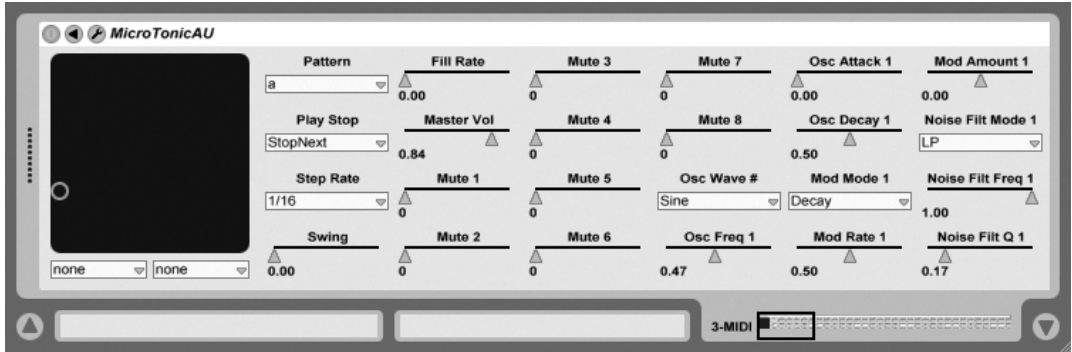 MicroTonicAU
Pattern Fill Rate Mute 3 Mute 7 Osc Attack 1 Mod Amount 1
a 0.00 0 0 0.00 0.00
Play Stop Master Vol Mute 4 Mute 8 Osc Decay 1 Noise Filt Mode 1
StopNext 0.84 0 0 0.50 LP
Step Rate Mute 1 Mute 5 Osc Wave # Mod Mode 1 Noise Filt Freq 1
1/16 0 0 Sine Decay 1.00
Swing Mute 2 Mute 6 Osc Freq 1 Mod Rate 1 Noise Filt Q 1
none none 0.00 0 0 0.47 0.50 0.17
3-MIDI